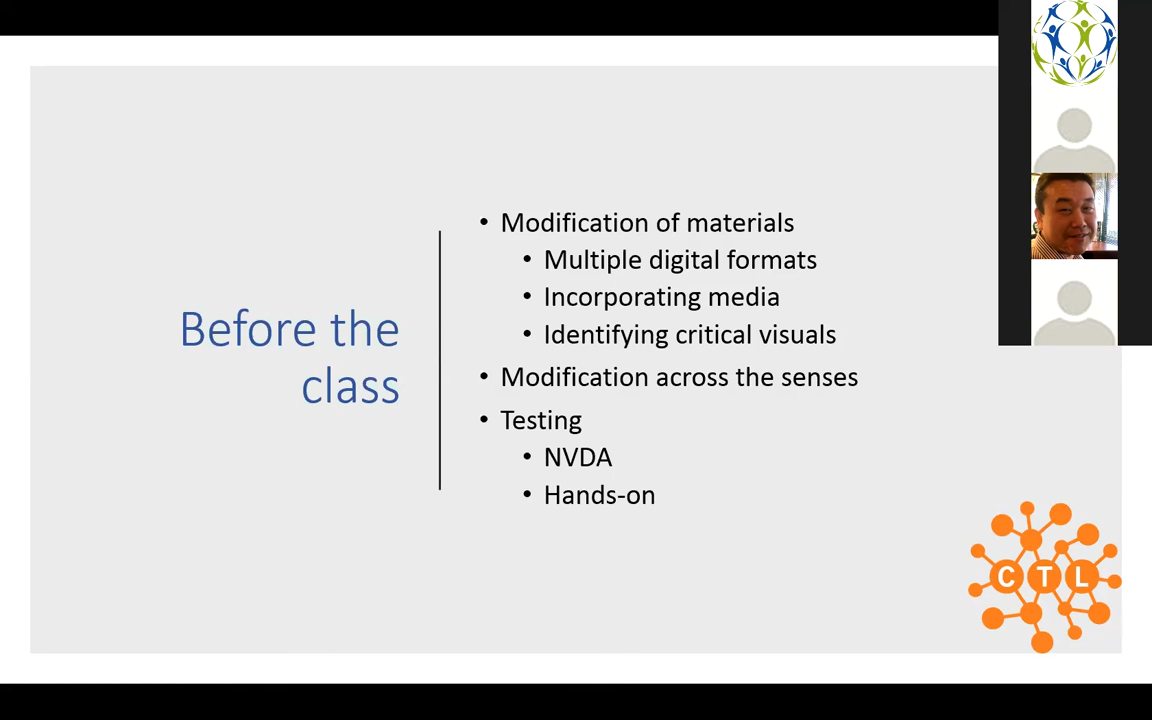 Before the
class
• Modification of materials
• Multiple digital formats
• Incorporating media
• Identifying critical visuals
• Modification across the senses
• Testing
• NVDA
• Hands-on
CTL